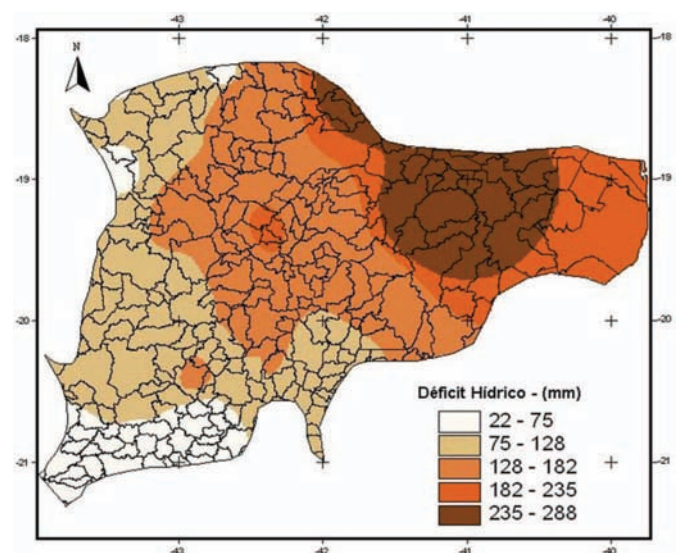 -43 -42 -41 -40
-18 -18
N
-19 -19
-20 -20
Déficit Hídrico - (mm)
22 - 75
75 - 128
128 - 182
182 - 235
235 - 288
-21 -21
-43 -42 -41 -40